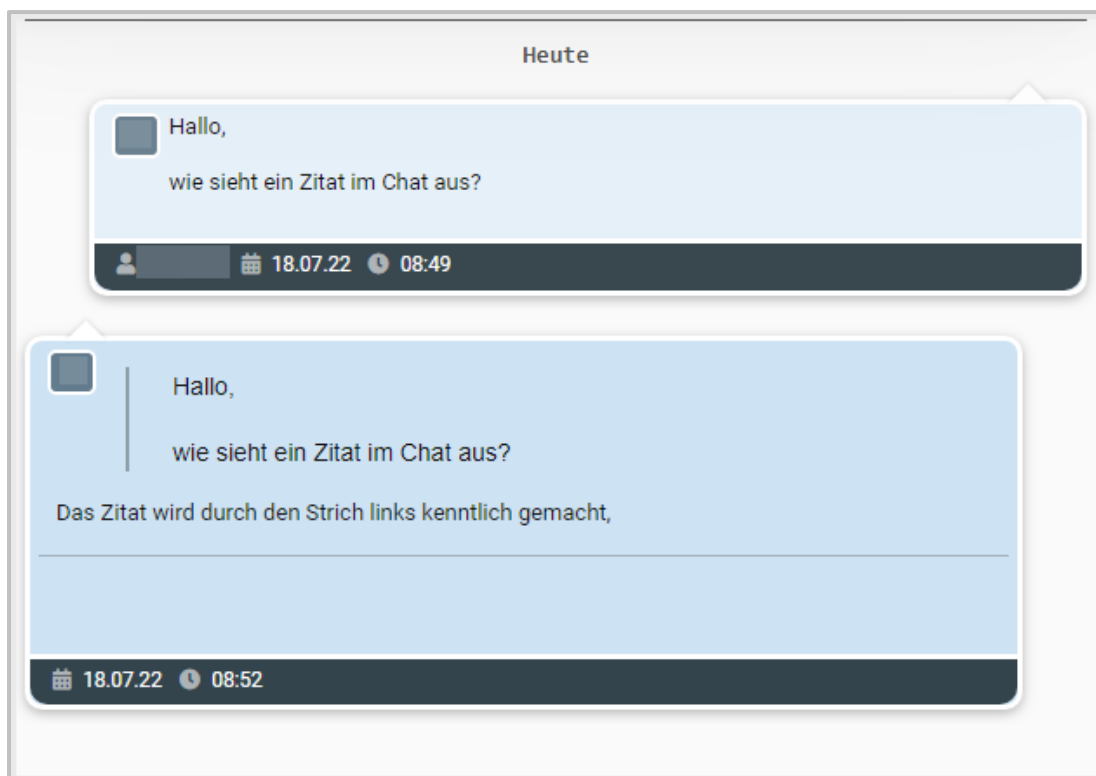 Heute
Hallo,
wie sieht ein Zitat im Chat aus?
18.07.22 08:49
Hallo,
wie sieht ein Zitat im Chat aus?
Das Zitat wird durch den Strich links kenntlich gemacht,
18.07.22 08:52